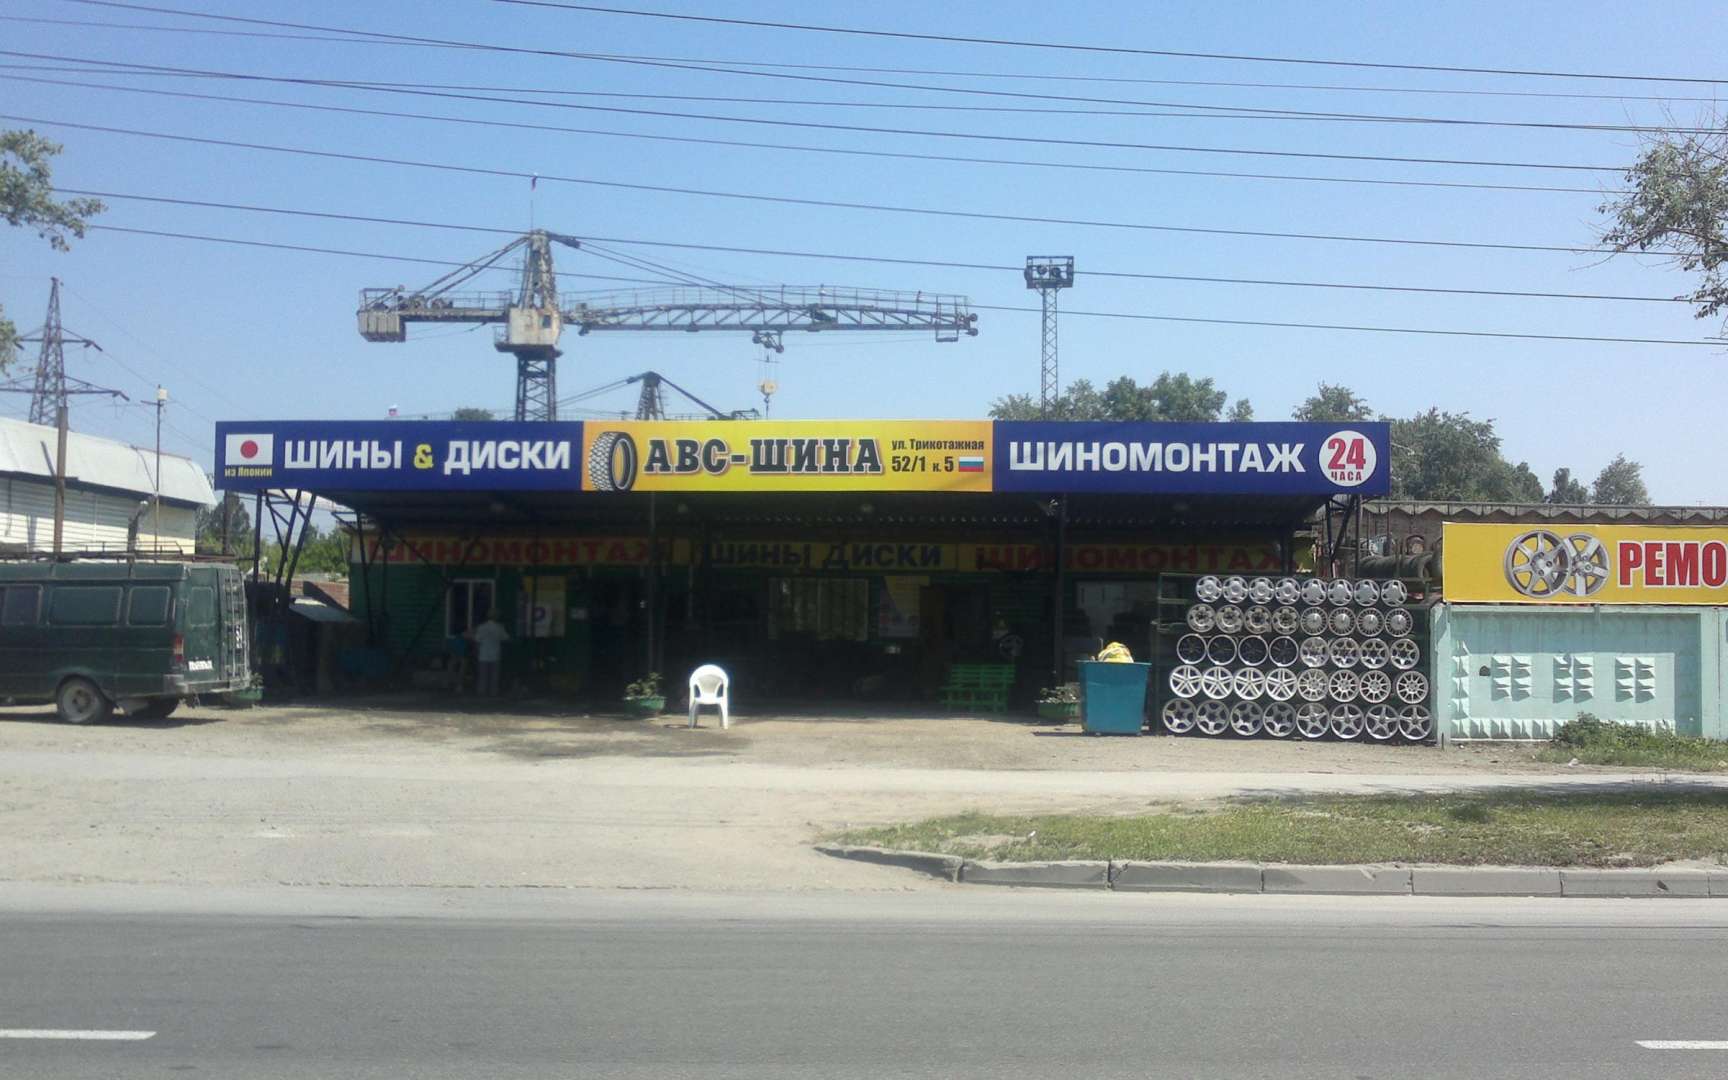 из Японии
ШИНЫ & ДИСКИ
АВС-ШИНА
ул. Трикотажная
52/1 к. 5
ШИНОМОНТАЖ
24
ЧАСА
ШИНОМОНТАЖ
ШИНЫ ДИСКИ
ШИНОМОНТАЖ
РЕМО